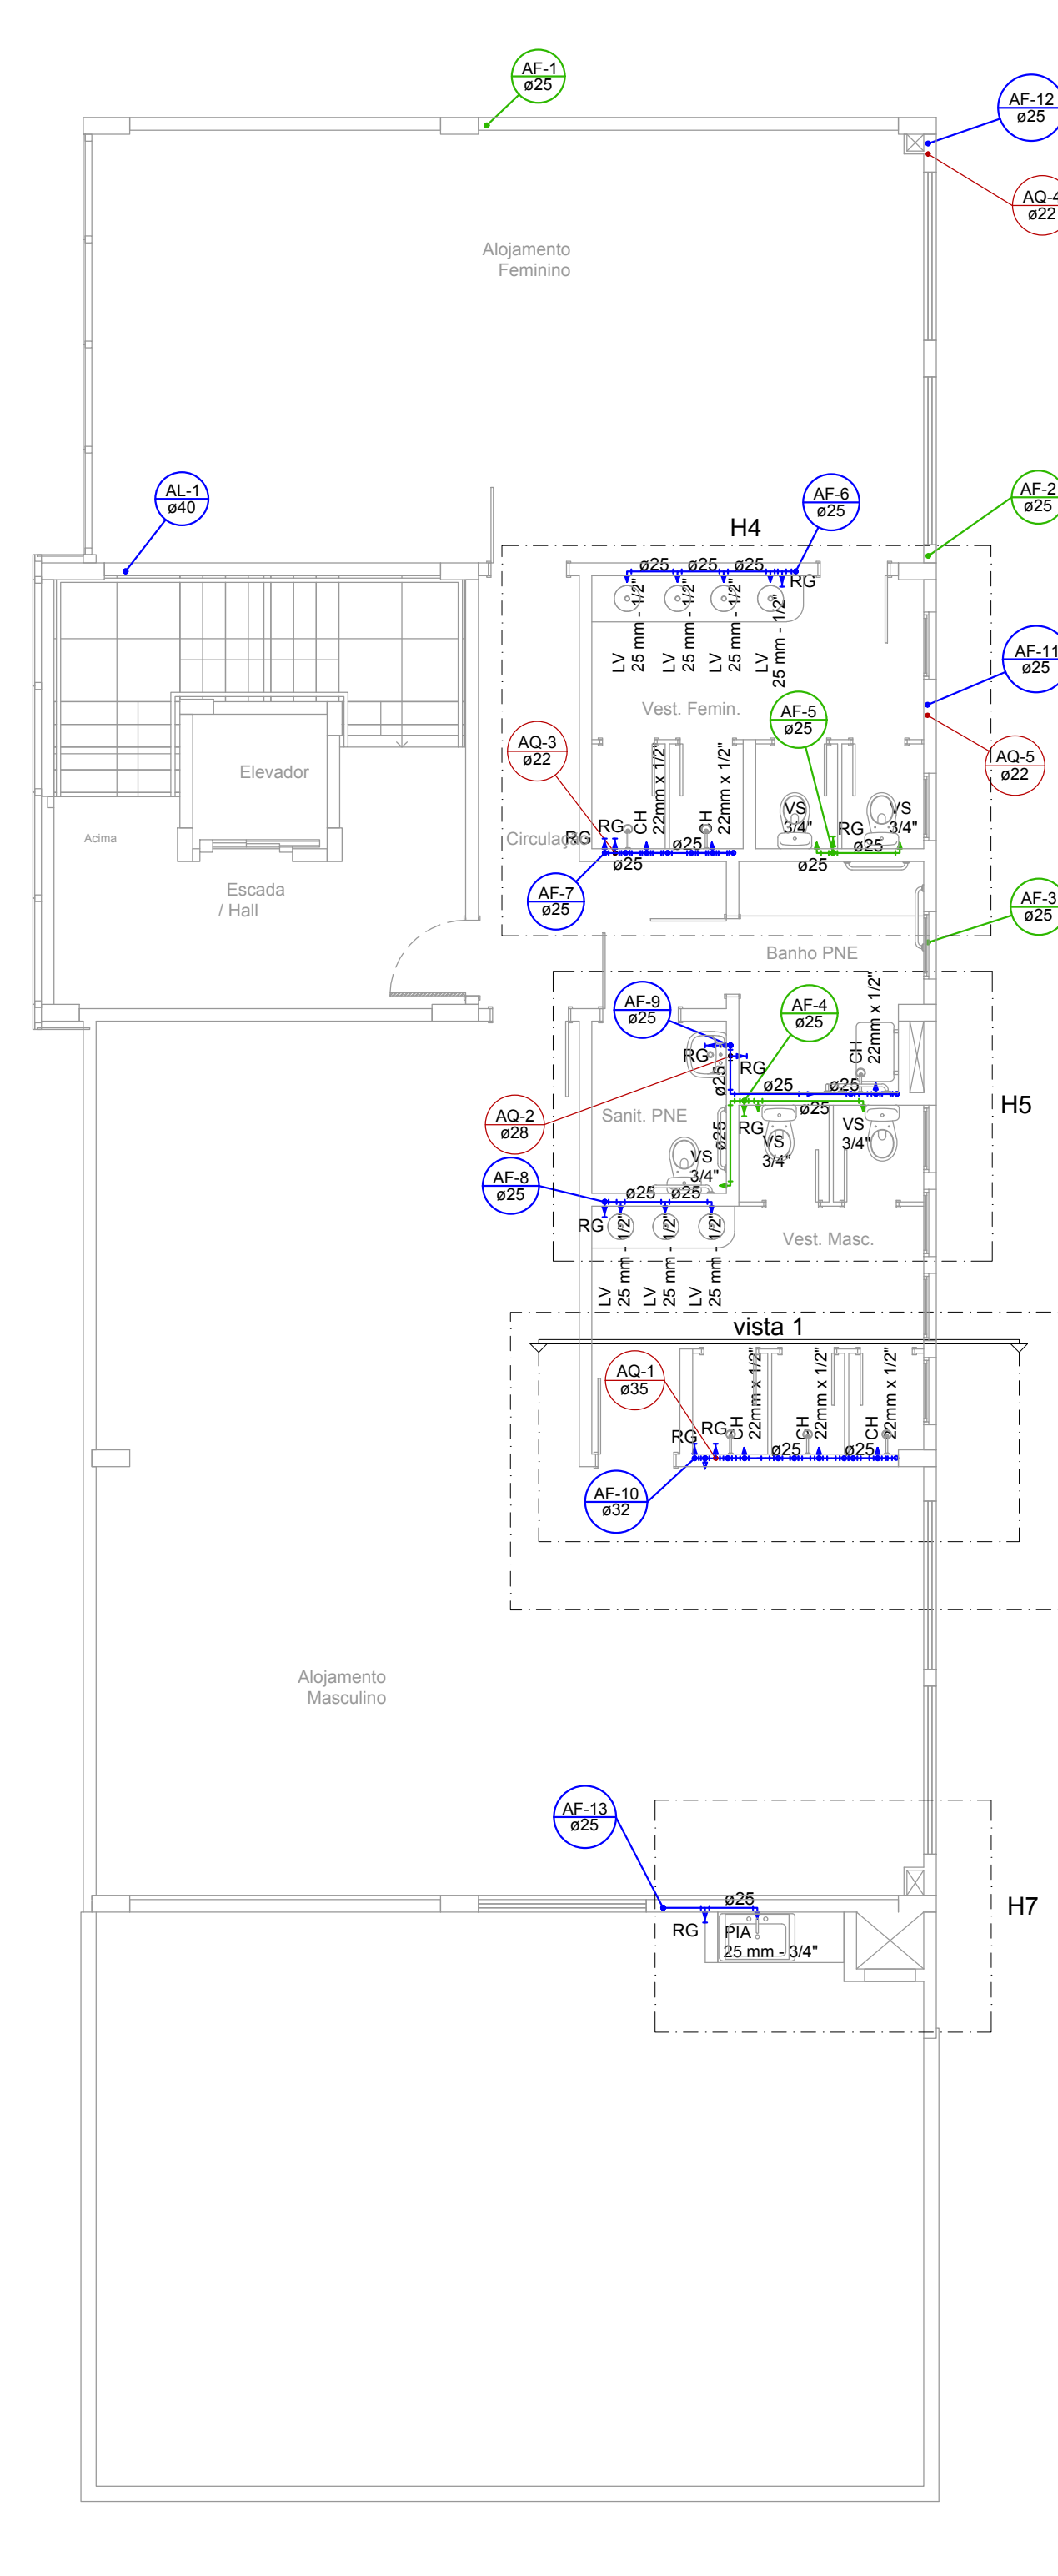 AF-1
ø25
AF-12
ø25
AQ-4
ø22
Alojamento
Feminino
AL-1
ø40
AF-6
ø25
AF-2
ø25
H4
ø25
ø25
ø25
RG
LV
25 mm - 1/2"
LV
25 mm - 1/2"
LV
25 mm - 1/2"
LV
25 mm - 1/2"
AF-11
ø25
Vest. Femin.
AF-5
ø25
AQ-3
ø22
AQ-5
ø22
Elevador
CH
22mm x 1/2"
CH
22mm x 1/2"
VS
3/4"
VS
3/4"
Acima
Circulação
RG
RG
RG
ø25
ø25
ø25
ø25
Escada
/ Hall
AF-7
ø25
AF-3
ø25
Banho PNE
AF-9
ø25
AF-4
ø25
CH
22mm x 1/2"
RG
RG
ø25
ø25
ø25
ø25
AQ-2
ø28
Sanit. PNE
H5
RG
ø25
VS
3/4"
VS
3/4"
VS
3/4"
AF-8
ø25
ø25
ø25
RG
Vest. Masc.
LV
25 mm - 1/2"
LV
25 mm - 1/2"
LV
25 mm - 1/2"
vista 1
AQ-1
ø35
CH
22mm x 1/2"
CH
22mm x 1/2"
CH
22mm x 1/2"
RG
RG
ø25
ø25
AF-10
ø32
Alojamento
Masculino
AF-13
ø25
ø25
H7
RG
PIA
25 mm - 3/4"